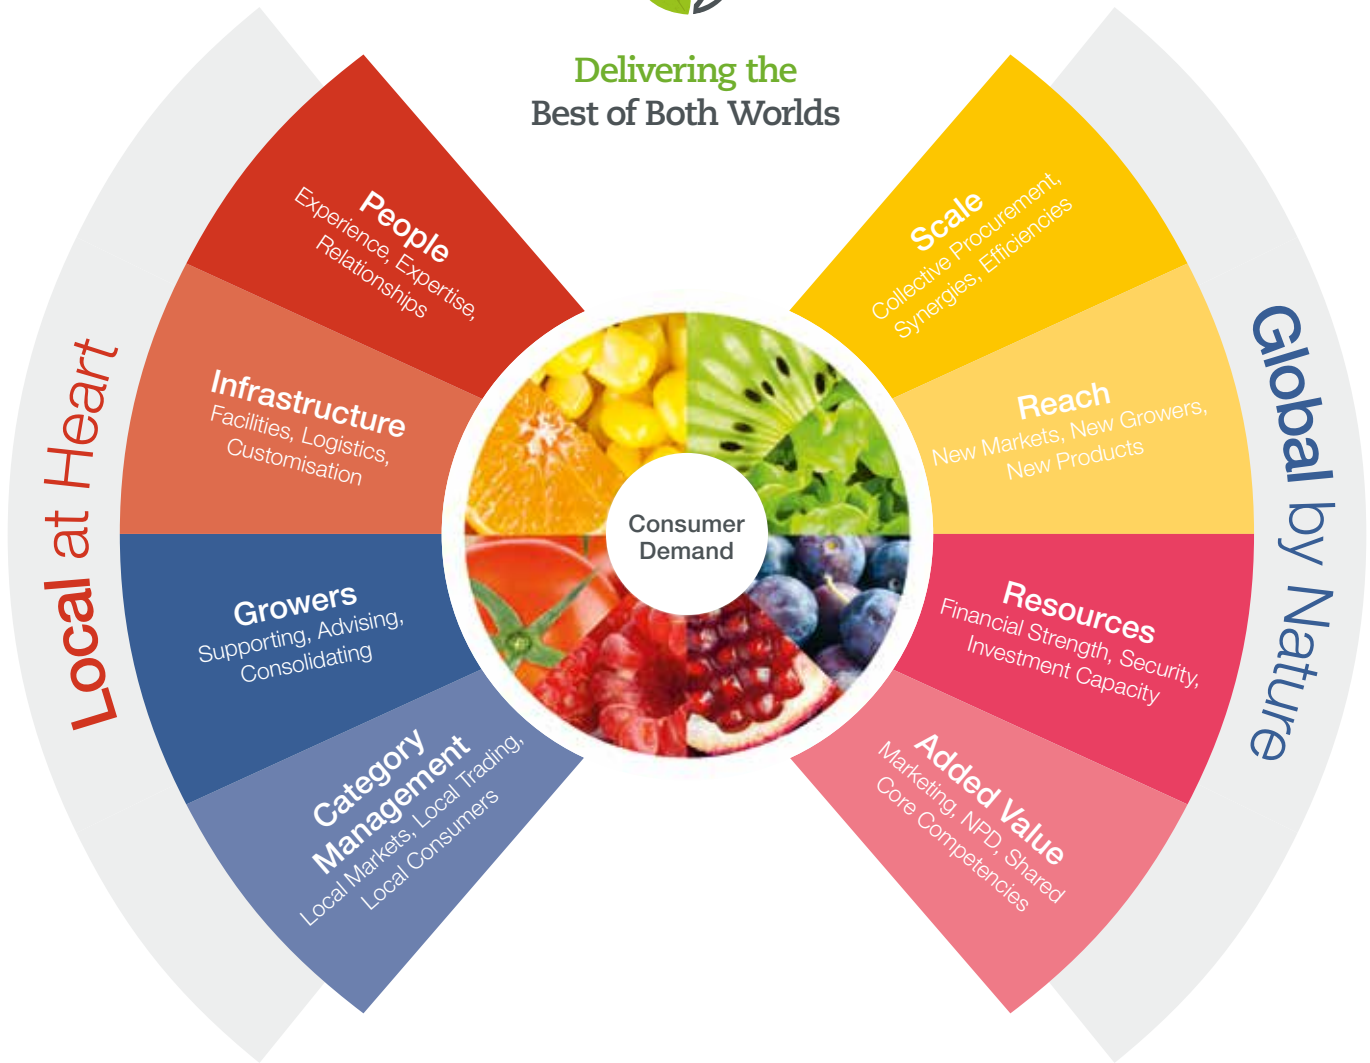 Delivering the
Best of Both Worlds
Local at Heart
People
Experience, Expertise,
Relationships
Infrastructure
Facilities, Logistics,
Customisation
Growers
Supporting, Advising,
Consolidating
Category
Management
Local Markets, Local Trading,
Local Consumers
Consumer
Demand
Scale
Collective Procurement,
Synergies, Efficiencies
Reach
New Markets, New Growers,
New Products
Resources
Financial Strength, Security,
Investment Capacity
Added Value
Marketing, NPD, Shared
Core Competencies
Global by Nature